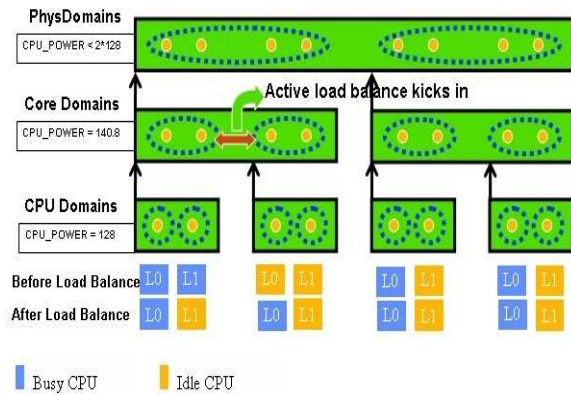 PhysDomains
CPU_POWER < 2*128
Active load balance kicks in
Core Domains
CPU_POWER = 140.8
CPU Domains
CPU_POWER = 128
Before Load Balance L0 L1 L0 L1 L0 L1 L0 L1
After Load Balance L0 L1 L0 L1 L0 L1 L0 L1
Busy CPU Idle CPU